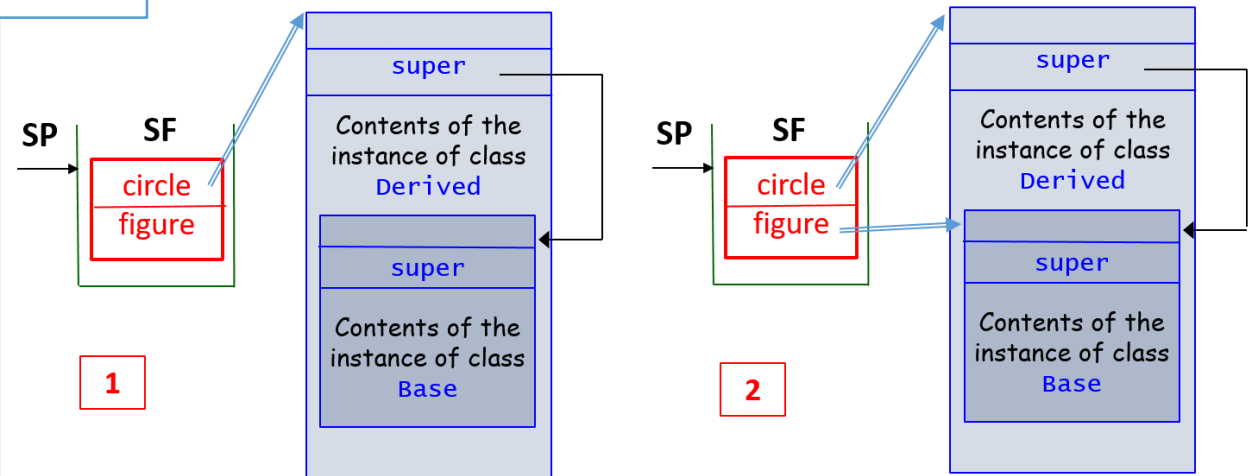 super
SP
SF
circle
figure
Contents of the
instance of class
Derived
super
Contents of the
instance of class
Base
1
super
SP
SF
circle
figure
Contents of the
instance of class
Derived
super
Contents of the
instance of class
Base
2